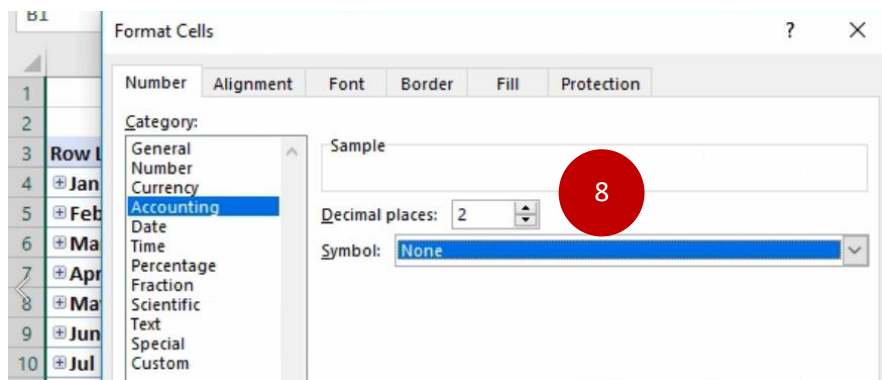 B1
Format Cells ? ×
Number Alignment Font Border Fill Protection
Category:
General
Number
Currency
Accounting
Date
Time
Percentage
Fraction
Scientific
Text
Special
Custom
Sample
8
Decimal places: 2
Symbol: None
1
2
3 Row L
4 Jan
5 Feb
6 Ma
7 Apr
8 Ma
9 Jun
10 Jul